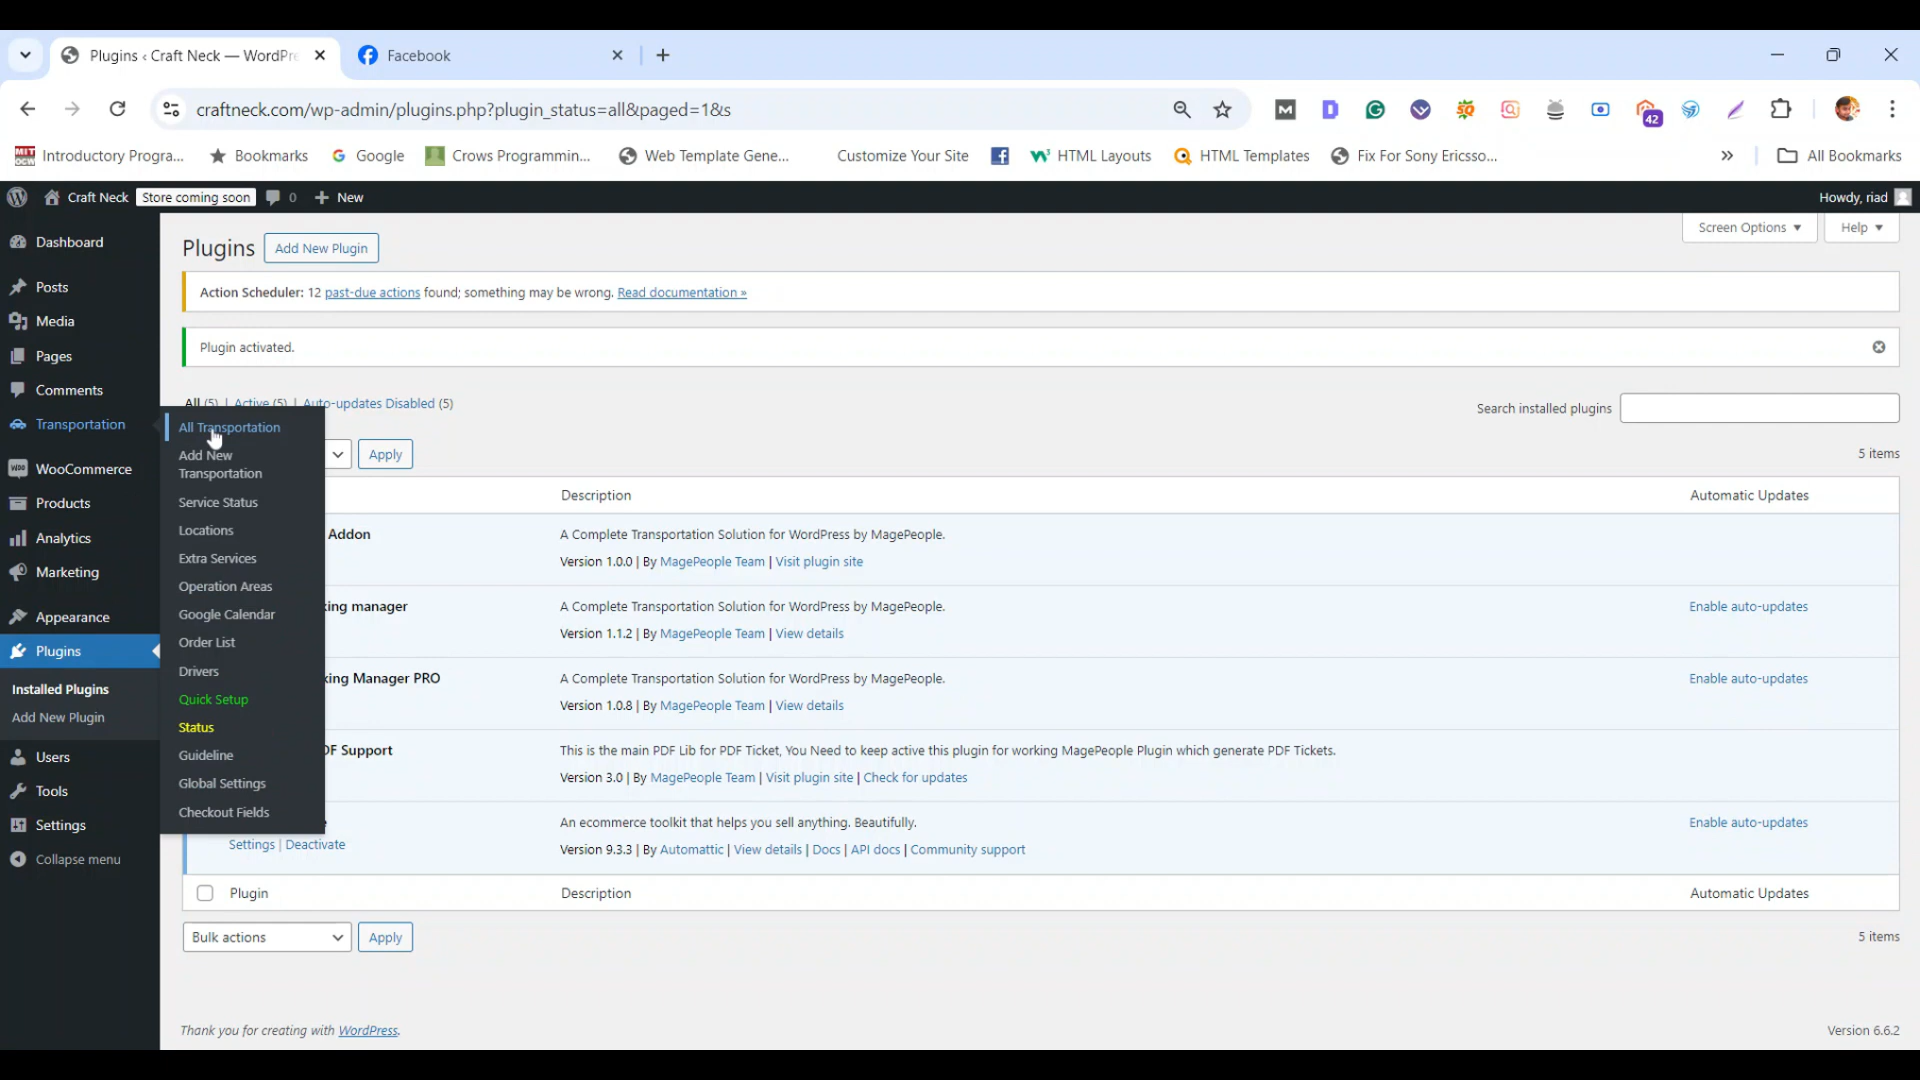 Plugins ‹ Craft Neck — WordPre
Facebook
craftneck.com/wp-admin/plugins.php?plugin_status=all&paged=1&s
42
MIT OCW Introductory Progra...
Bookmarks
Google
Crows Programmin...
Web Template Gene...
Customize Your Site
HTML Layouts
HTML Templates
Fix For Sony Ericsso...
All Bookmarks
Craft Neck
Store coming soon
0
New
Howdy, riad
Dashboard
Posts
Media
Pages
Comments
Transportation
WooCommerce
Products
Analytics
Marketing
Appearance
Plugins
Installed Plugins
Add New Plugin
Users
Tools
Settings
Collapse menu
All Transportation
Add New
Transportation
Service Status
Locations
Extra Services
Operation Areas
Google Calendar
Order List
Drivers
Quick Setup
Status
Guideline
Global Settings
Checkout Fields
Screen Options
Help
Plugins
Add New Plugin
Action Scheduler: 12 past-due actions found; something may be wrong. Read documentation »
Plugin activated.
All (5) | Active (5) | Auto-updates Disabled (5)
Search installed plugins
Apply
5 items
Description
Automatic Updates
Addon
A Complete Transportation Solution for WordPress by MagePeople.
Version 1.0.0 | By MagePeople Team | Visit plugin site
king manager
A Complete Transportation Solution for WordPress by MagePeople.
Enable auto-updates
Version 1.1.2 | By MagePeople Team | View details
king Manager PRO
A Complete Transportation Solution for WordPress by MagePeople.
Enable auto-updates
Version 1.0.8 | By MagePeople Team | View details
DF Support
This is the main PDF Lib for PDF Ticket, You Need to keep active this plugin for working MagePeople Plugin which generate PDF Tickets.
Version 3.0 | By MagePeople Team | Visit plugin site | Check for updates
An ecommerce toolkit that helps you sell anything. Beautifully.
Enable auto-updates
Settings | Deactivate
Version 9.3.3 | By Automattic | View details | Docs | API docs | Community support
Plugin
Description
Automatic Updates
Bulk actions
Apply
5 items
Thank you for creating with WordPress.
Version 6.6.2